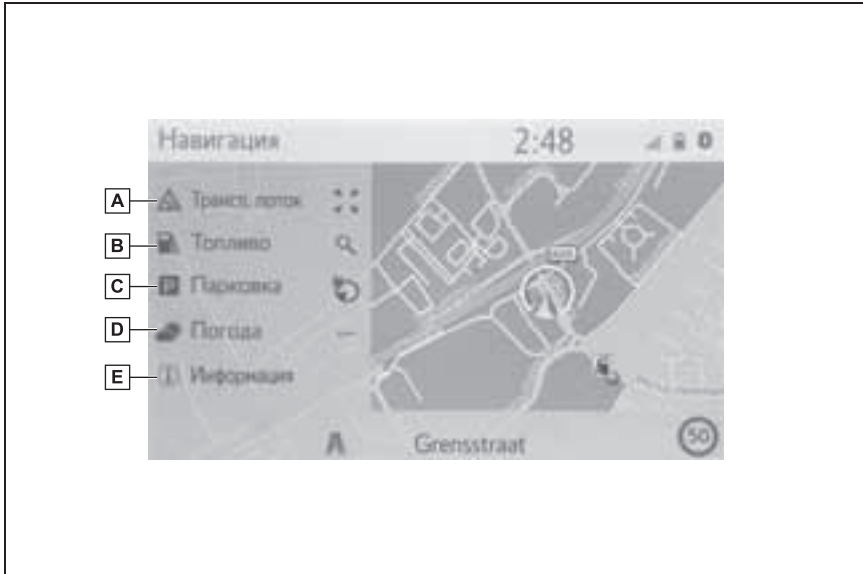 Навигация 2:48
A Трансп. поток
B Топливо
C Парковка
D Погода
E Информация
Grensstraat 50